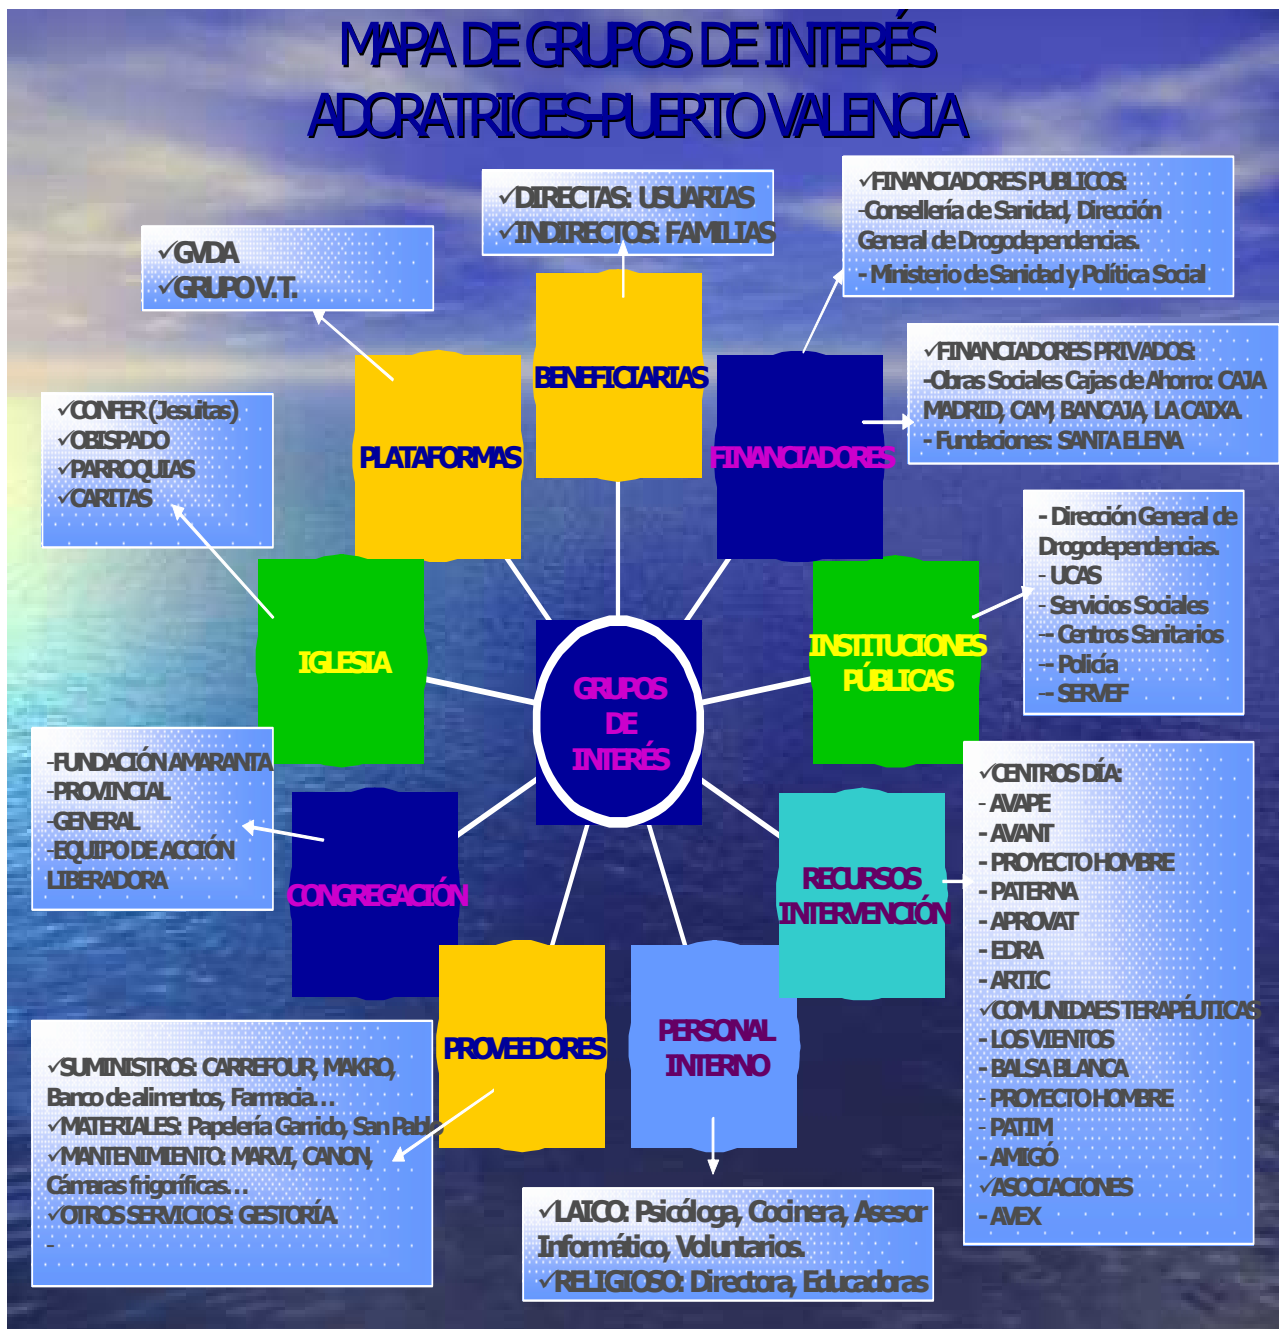 MAPA DE GRUPOS DE INTERÉS
ADORATRICES-PUERTO VALENCIA
✓DIRECTAS: USUARIAS
✓INDIRECTOS: FAMILIAS
✓FINANCIADORES PUBLICOS:
-Consellería de Sanidad, Dirección
General de Drogodependencias.
- Ministerio de Sanidad y Política Social
✓GVDA
✓GRUPO V.T.
✓FINANCIADORES PRIVADOS:
-Obras Sociales Cajas de Ahorro: CAJA
MADRID, CAM, BANCAJA, LA CAIXA.
- Fundaciones: SANTA ELENA
BENEFICIARIAS
PLATAFORMAS
FINANCIADORES
✓CONFER (Jesuitas)
✓OBISPADO
✓PARROQUIAS
✓CARITAS
- Dirección General de
Drogodependencias.
- UCAS
- Servicios Sociales
-- Centros Sanitarios
-- Policía
-- SERVEF
IGLESIA
INSTITUCIONES
PÚBLICAS
GRUPOS
DE
INTERÉS
-FUNDACIÓN AMARANTA
-PROVINCIAL
-GENERAL
-EQUIPO DE ACCIÓN
LIBERADORA
CONGREGACIÓN
RECURSOS
INTERVENCIÓN
✓CENTROS DÍA:
- AVAPE
- AVANT
- PROYECTO HOMBRE
- PATERNA
- APROVAT
- EDRA
- ARTIC
✓COMUNIDAES TERAPÉUTICAS
- LOS VIENTOS
- BALSA BLANCA
- PROYECTO HOMBRE
- PATIM
- AMIGÓ
✓ASOCIACIONES
- AVEX
PROVEEDORES
PERSONAL
INTERNO
✓SUMINISTROS: CARREFOUR, MAKRO,
Banco de alimentos, Farmacia…
✓MATERIALES: Papelería Garrido, San Pablo
✓MANTENIMIENTO: MARVI, CANON,
Cámaras frigoríficas…
✓OTROS SERVICIOS: GESTORÍA.
-
✓LAICO: Psicóloga, Cocinera, Asesor
Informático, Voluntarios.
✓RELIGIOSO: Directora, Educadoras